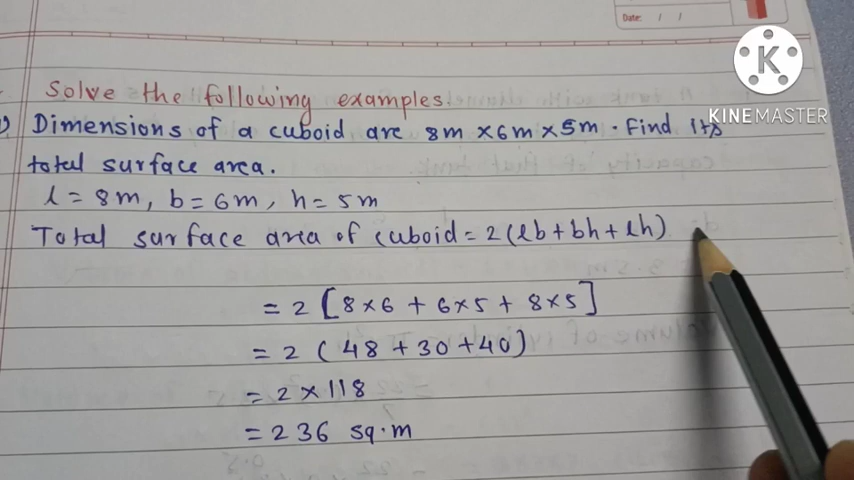 Date: / /
K
KINEMASTER
Solve the following examples.
1) Dimensions of a cuboid are 8m ×6m×5m. Find its
total surface area.
l = 8m, b = 6m, h = 5m
Total surface area of cuboid = 2(lb+bh+lh)
= 2 [8×6 + 6×5 + 8×5]
= 2 (48 +30 +40)
= 2 × 118
= 236 sq.m